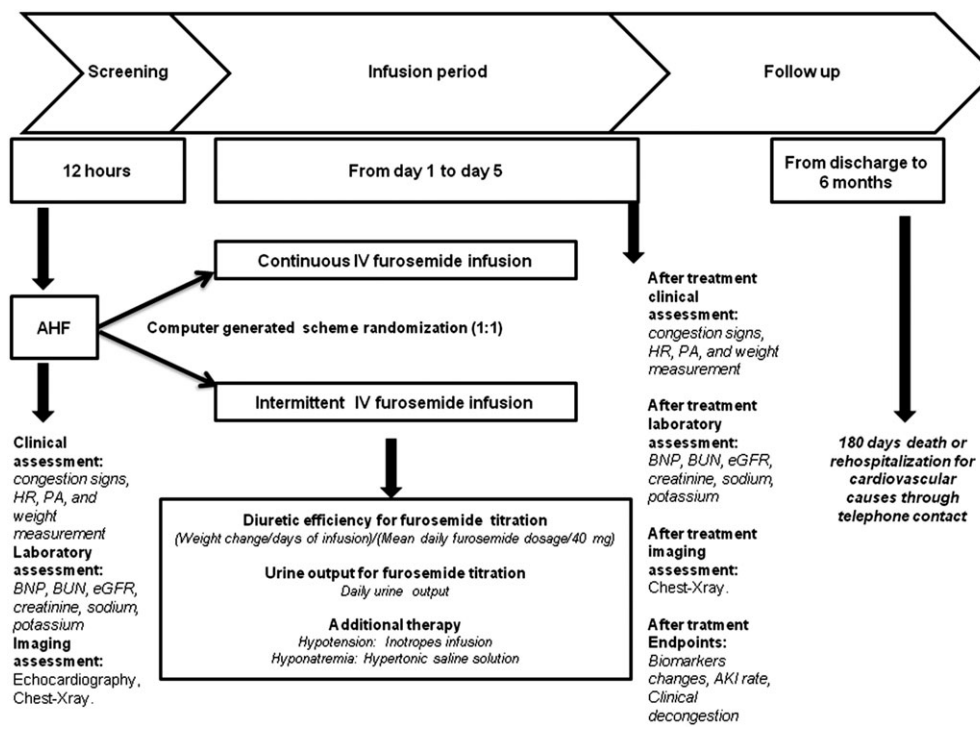 Screening
Infusion period
Follow up
12 hours
From day 1 to day 5
From discharge to
6 months
AHF
Continuous IV furosemide infusion
Computer generated scheme randomization (1:1)
Intermittent IV furosemide infusion
Clinical
assessment:
congestion signs,
HR, PA, and
weight
measurement
Laboratory
assessment:
BNP, BUN, eGFR,
creatinine, sodium,
potassium
Imaging
assessment:
Echocardiography,
Chest-Xray.
Diuretic efficiency for furosemide titration
(Weight change/days of infusion)/(Mean daily furosemide dosage/40 mg)
Urine output for furosemide titration
Daily urine output
Additional therapy
Hypotension: Inotropes infusion
Hyponatremia: Hypertonic saline solution
After treatment
clinical
assessment:
congestion signs,
HR, PA, and weight
measurement
After treatment
laboratory
assessment:
BNP, BUN, eGFR,
creatinine, sodium,
potassium
After treatment
imaging
assessment:
Chest-Xray.
After tratment
Endpoints:
Biomarkers
changes, AKI rate,
Clinical
decongestion
180 days death or
rehospitalization for
cardiovascular
causes through
telephone contact